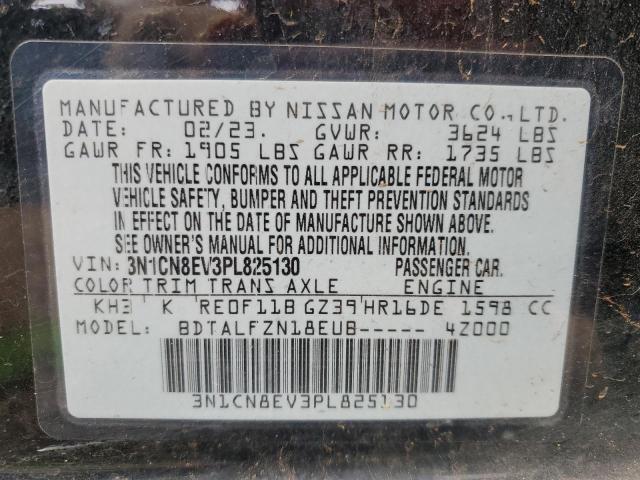 MANUFACTURED BY NISSAN MOTOR CO., LTD.
DATE: 02/23. GVWR: 3624 LBS
GAWR FR: 1905 LBS GAWR RR: 1735 LBS
THIS VEHICLE CONFORMS TO ALL APPLICABLE FEDERAL MOTOR
VEHICLE SAFETY, BUMPER AND THEFT PREVENTION STANDARDS
IN EFFECT ON THE DATE OF MANUFACTURE SHOWN ABOVE.
SEE OWNER'S MANUAL FOR ADDITIONAL INFORMATION.
VIN: 3N1CN8EV3PL825130 PASSENGER CAR.
COLOR TRIM TRANS AXLE ENGINE
KH3 K RE0F11B GZ39 HR16DE 1598 CC
MODEL: BDTALFZN18EUB----- 4Z000
3N1CN8EV3PL825130